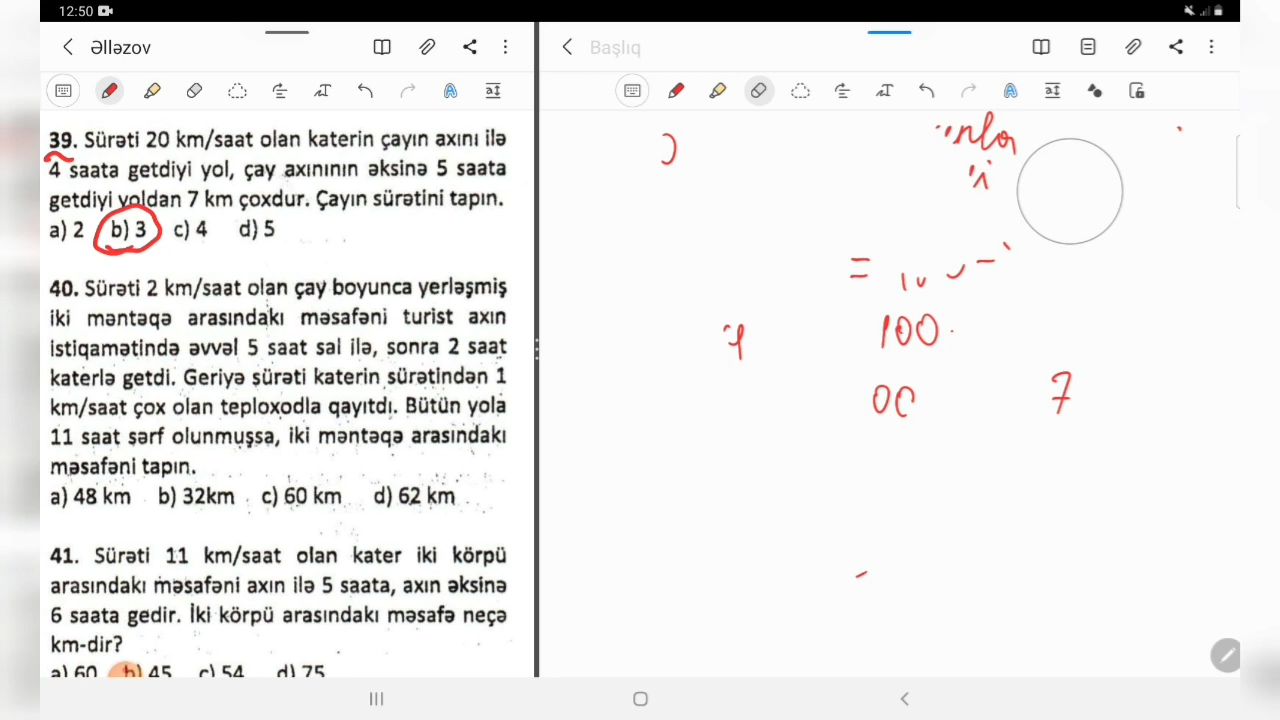 12:50
Əlləzov
Başlıq
39. Sürəti 20 km/saat olan katerin çayın axını ilə
4 saata getdiyi yol, çay axınının əksinə 5 saata
getdiyi yoldan 7 km çoxdur. Çayın sürətini tapın.
a) 2 b) 3 c) 4 d) 5
40. Sürəti 2 km/saat olan çay boyunca yerləşmiş
iki məntəqə arasındakı məsafəni turist axın
istiqamətində əvvəl 5 saat sal ilə, sonra 2 saat
katerlə getdi. Geriyə sürəti katerin sürətindən 1
km/saat çox olan teploxodla qayıtdı. Bütün yola
11 saat sərf olunmuşsa, iki məntəqə arasındakı
məsafəni tapın.
a) 48 km b) 32km c) 60 km d) 62 km
41. Sürəti 11 km/saat olan kater iki körpü
arasındakı məsafəni axın ilə 5 saata, axın əksinə
6 saata gedir. İki körpü arasındakı məsafə neçə
km-dir?
a) 60 b) 45 c) 54 d) 75
=
100
7